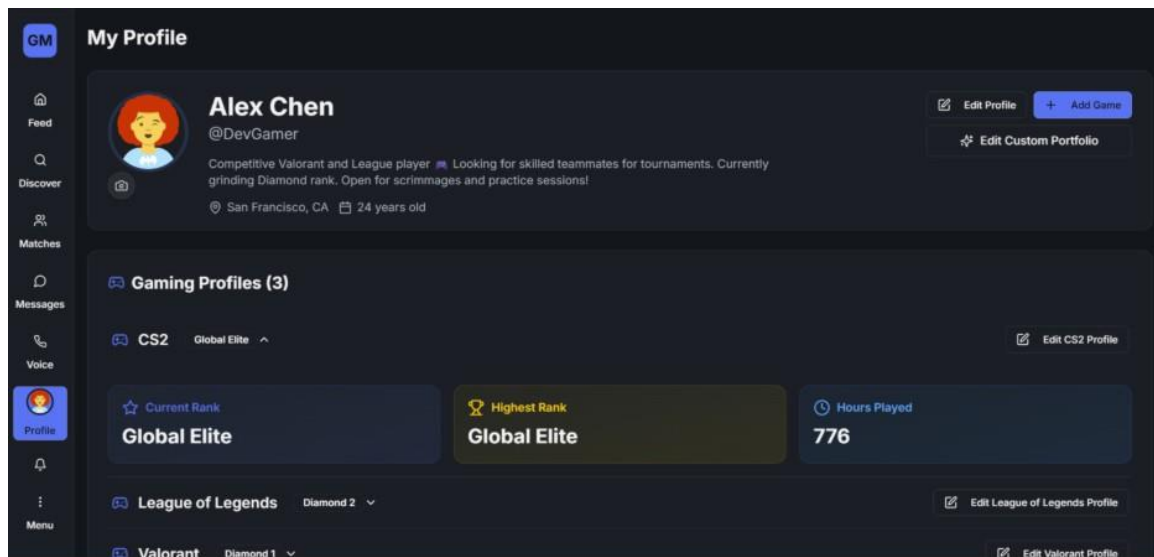 GM
My Profile
Feed
Discover
Matches
Messages
Voice
Profile
Menu
Alex Chen
@DevGamer
Competitive Valorant and League player 🎮 Looking for skilled teammates for tournaments. Currently
grinding Diamond rank. Open for scrimmages and practice sessions!
San Francisco, CA 24 years old
Edit Profile + Add Game
Edit Custom Portfolio
Gaming Profiles (3)
CS2 Global Elite Edit CS2 Profile
Current Rank
Global Elite
Highest Rank
Global Elite
Hours Played
776
League of Legends Diamond 2 Edit League of Legends Profile
Valorant Diamond 1 Edit Valorant Profile